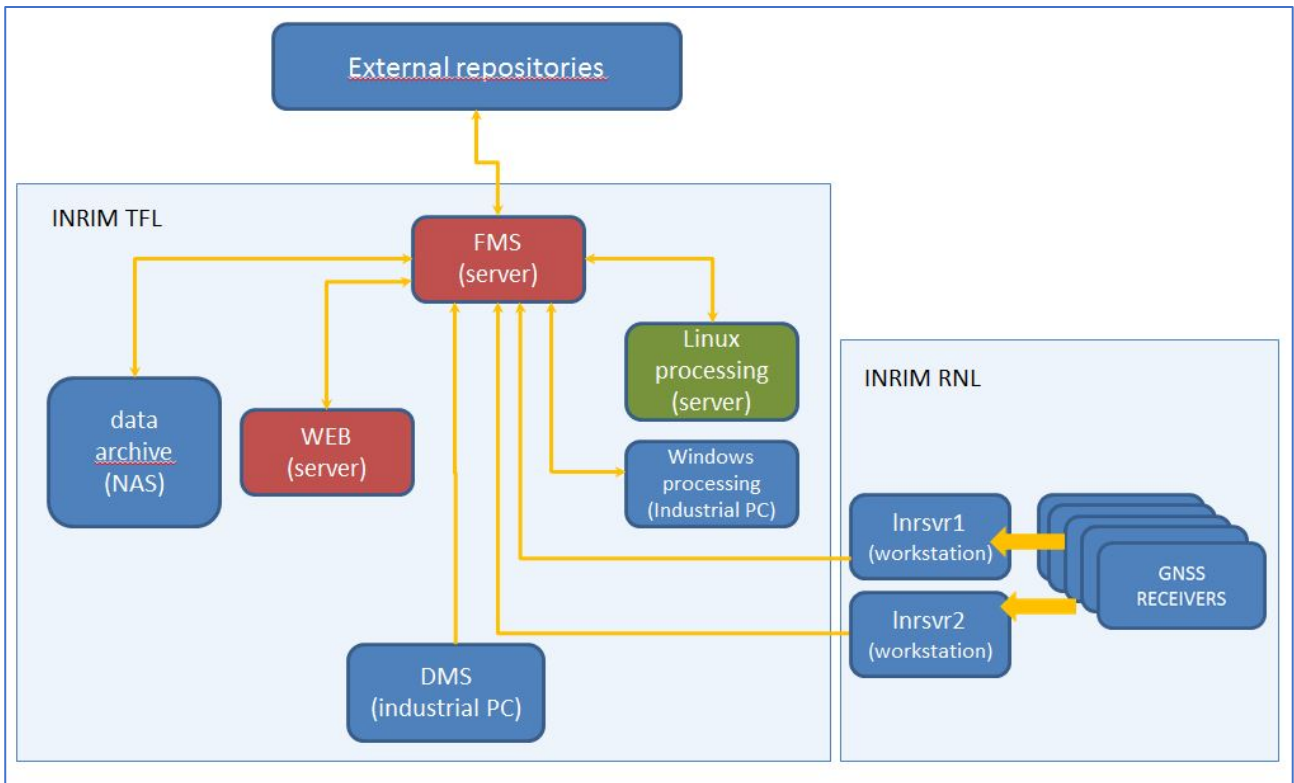 External repositories
INRIM TFL
FMS
(server)
Linux
processing
(server)
INRIM RNL
data
archive
(NAS)
WEB
(server)
Windows
processing
(Industrial PC)
lnrsvr1
(workstation)
GNSS
RECEIVERS
lnrsvr2
(workstation)
DMS
(industrial PC)